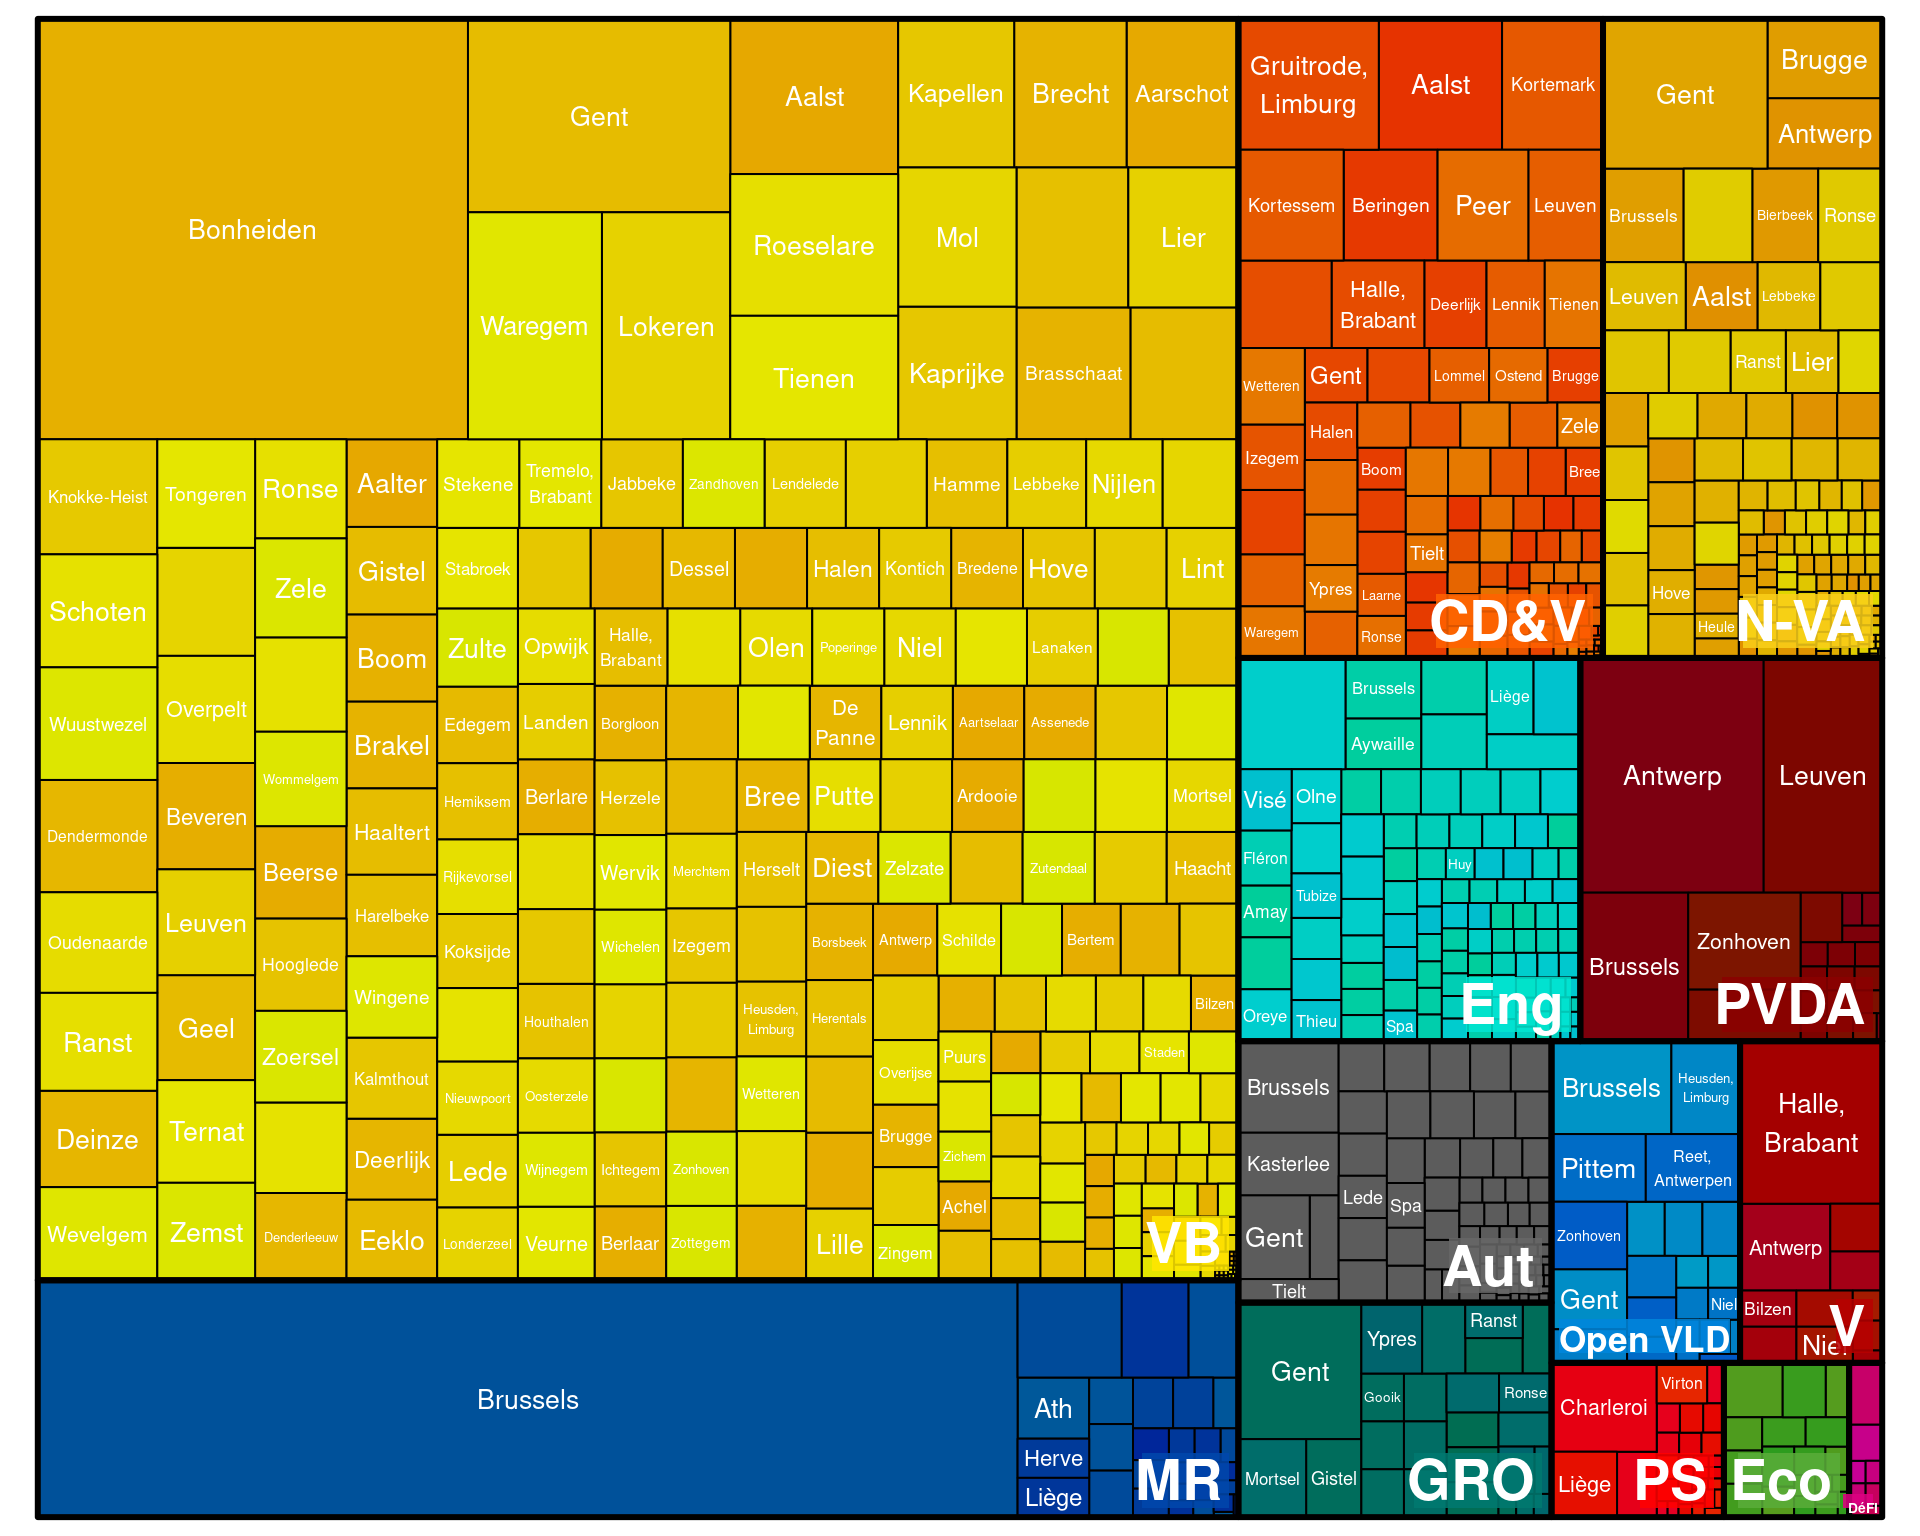 Bonheiden
Gent
Aalst
Kapellen
Brecht
Aarschot
Waregem
Lokeren
Roeselare
Tienen
Mol
Lier
Kaprijke
Brasschaat
Knokke-Heist
Schoten
Wuustwezel
Dendermonde
Oudenaarde
Ranst
Deinze
Wevelgem
Tongeren
Overpelt
Beveren
Leuven
Geel
Ternat
Zemst
Ronse
Zele
Wommelgem
Beerse
Hooglede
Zoersel
Denderleeuw
Aalter
Gistel
Boom
Brakel
Haaltert
Harelbeke
Wingene
Kalmthout
Deerlijk
Eeklo
Stekene
Tremelo,
Brabant
Jabbeke
Zandhoven
Lendelede
Hamme
Lebbeke
Nijlen
Stabroek
Dessel
Halen
Kontich
Bredene
Hove
Lint
Zulte
Opwijk
Halle,
Brabant
Olen
Poperinge
Niel
Lanaken
Edegem
Landen
Borgloon
De
Panne
Lennik
Aartselaar
Assenede
Hemiksem
Berlare
Herzele
Bree
Putte
Ardooie
Mortsel
Rijkevorsel
Wervik
Merchtem
Herselt
Diest
Zelzate
Zutendaal
Haacht
Koksijde
Wichelen
Izegem
Borsbeek
Antwerp
Schilde
Bertem
Houthalen
Heusden,
Limburg
Herentals
Bilzen
Nieuwpoort
Oosterzele
Wetteren
Overijse
Puurs
Staden
Lede
Wijnegem
Ichtegem
Zonhoven
Brugge
Zichem
Londerzeel
Veurne
Berlaar
Zottegem
Lille
Zingem
Achel
VB
Brussels
Ath
Herve
Liège
MR
Gruitrode,
Limburg
Aalst
Kortemark
Kortessem
Beringen
Peer
Leuven
Halle,
Brabant
Deerlijk
Lennik
Tienen
Wetteren
Gent
Lommel
Ostend
Brugge
Halen
Zele
Izegem
Boom
Bree
Tielt
Ypres
Laarne
Waregem
Ronse
CD&V
Gent
Brugge
Antwerp
Brussels
Bierbeek
Ronse
Leuven
Aalst
Lebbeke
Ranst
Lier
Hove
Heule
N-VA
Brussels
Liège
Aywaille
Visé
Olne
Fléron
Huy
Tubize
Amay
Oreye
Thieu
Spa
Eng
Antwerp
Leuven
Brussels
Zonhoven
PVDA
Brussels
Kasterlee
Lede
Spa
Gent
Tielt
Aut
Brussels
Heusden,
Limburg
Pittem
Reet,
Antwerpen
Zonhoven
Gent
Niel
Open VLD
Halle,
Brabant
Antwerp
Bilzen
Niel
V
Gent
Ypres
Ranst
Gooik
Ronse
Mortsel
Gistel
GRO
Charleroi
Virton
Liège
PS
Eco
DéFI